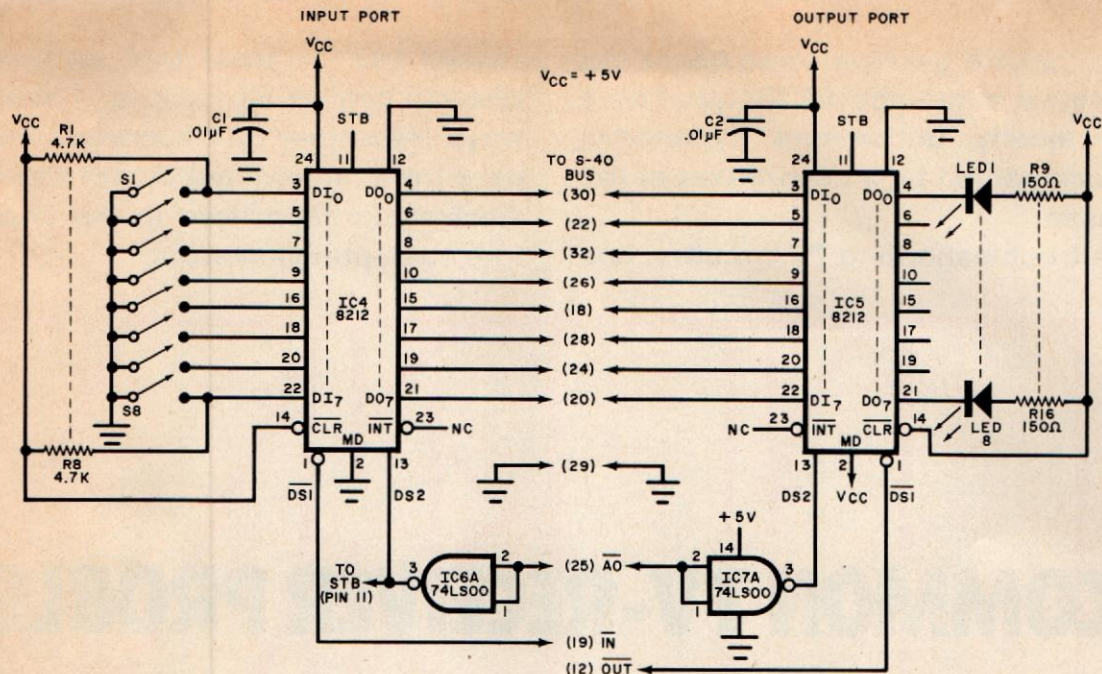 INPUT PORT
OUTPUT PORT
VCC
VCC
VCC = +5V
C1
.01µF
C2
.01µF
STB
STB
VCC
R1
4.7K
VCC
24
11
12
TO S-40
BUS
24
11
12
LED 1
R9
150Ω
S1
3 DI0 DO0 4
(30)
3 DI0 DO0 4
5
6
(22)
5
6
7
8
(32)
7
8
9
10
(26)
9
10
16
IC4
8212
15
(18)
16
IC5
8212
15
18
17
(28)
18
17
20
19
(24)
20
19
S8
22 DI7 DO7 21
(20)
22 DI7 DO7 21
14 CLR INT 23
NC
NC
23 INT CLR 14
LED
8
R16
150Ω
R8
4.7K
MD
MD
1
2
13
(29)
13
2
1
DS1
DS2
DS2
VCC
DS1
+5V
TO
STB
(PIN 11)
3
IC6A
74LS00
2
1
(25) AO
2
1
14
IC7A
74LS00
3
(19) IN
(12) OUT